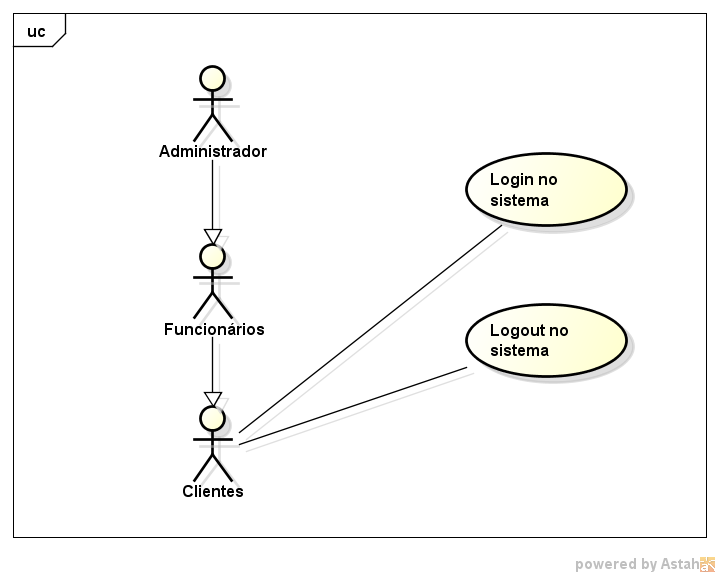 uc
Administrador
Login no
sistema
Funcionários
Logout no
sistema
Clientes
powered by Astah